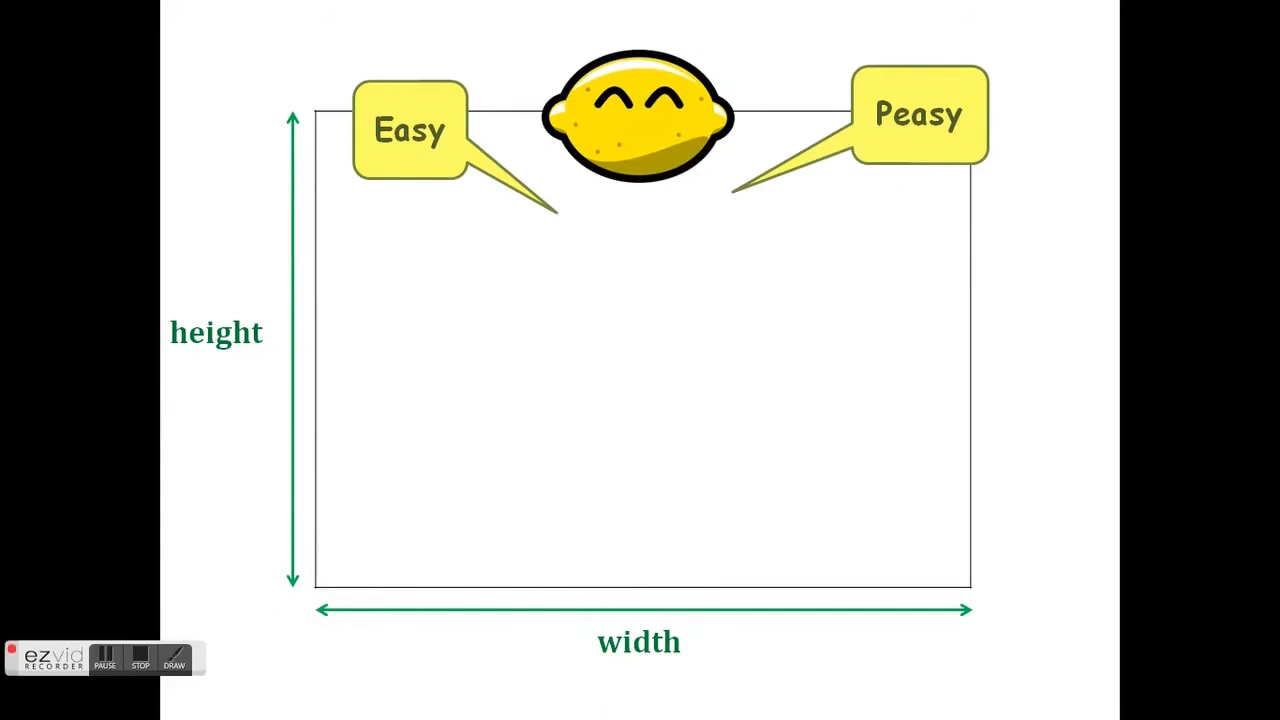 Easy
Peasy
height
width
ezvid
RECORDER
PAUSE
STOP
DRAW